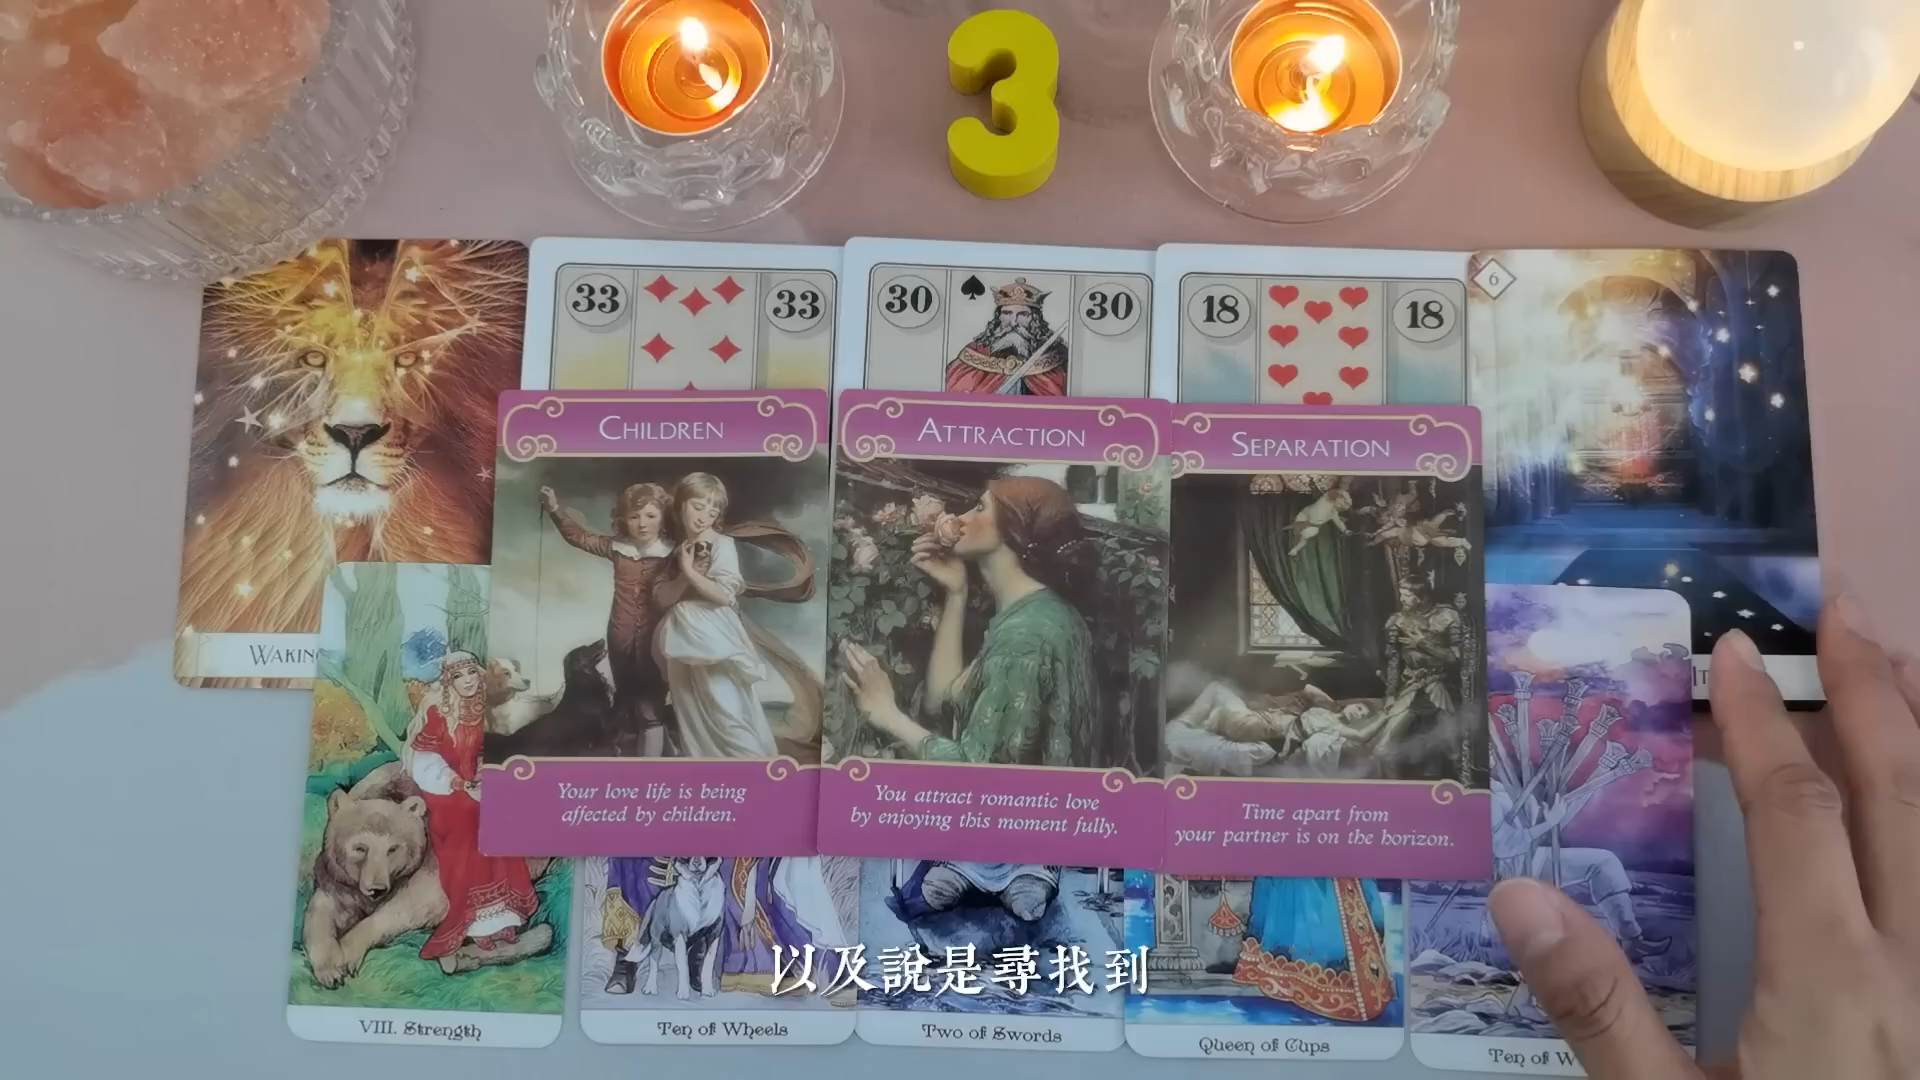 3
6
33
33
30
30
18
18
CHILDREN
ATTRACTION
SEPARATION
Your love life is being
affected by children.
You attract romantic love
by enjoying this moment fully.
Time apart from
your partner is on the horizon.
以及說是尋找到
VIII. Strength
Ten of Wheels
Two of Swords
Queen of Cups
Ten of